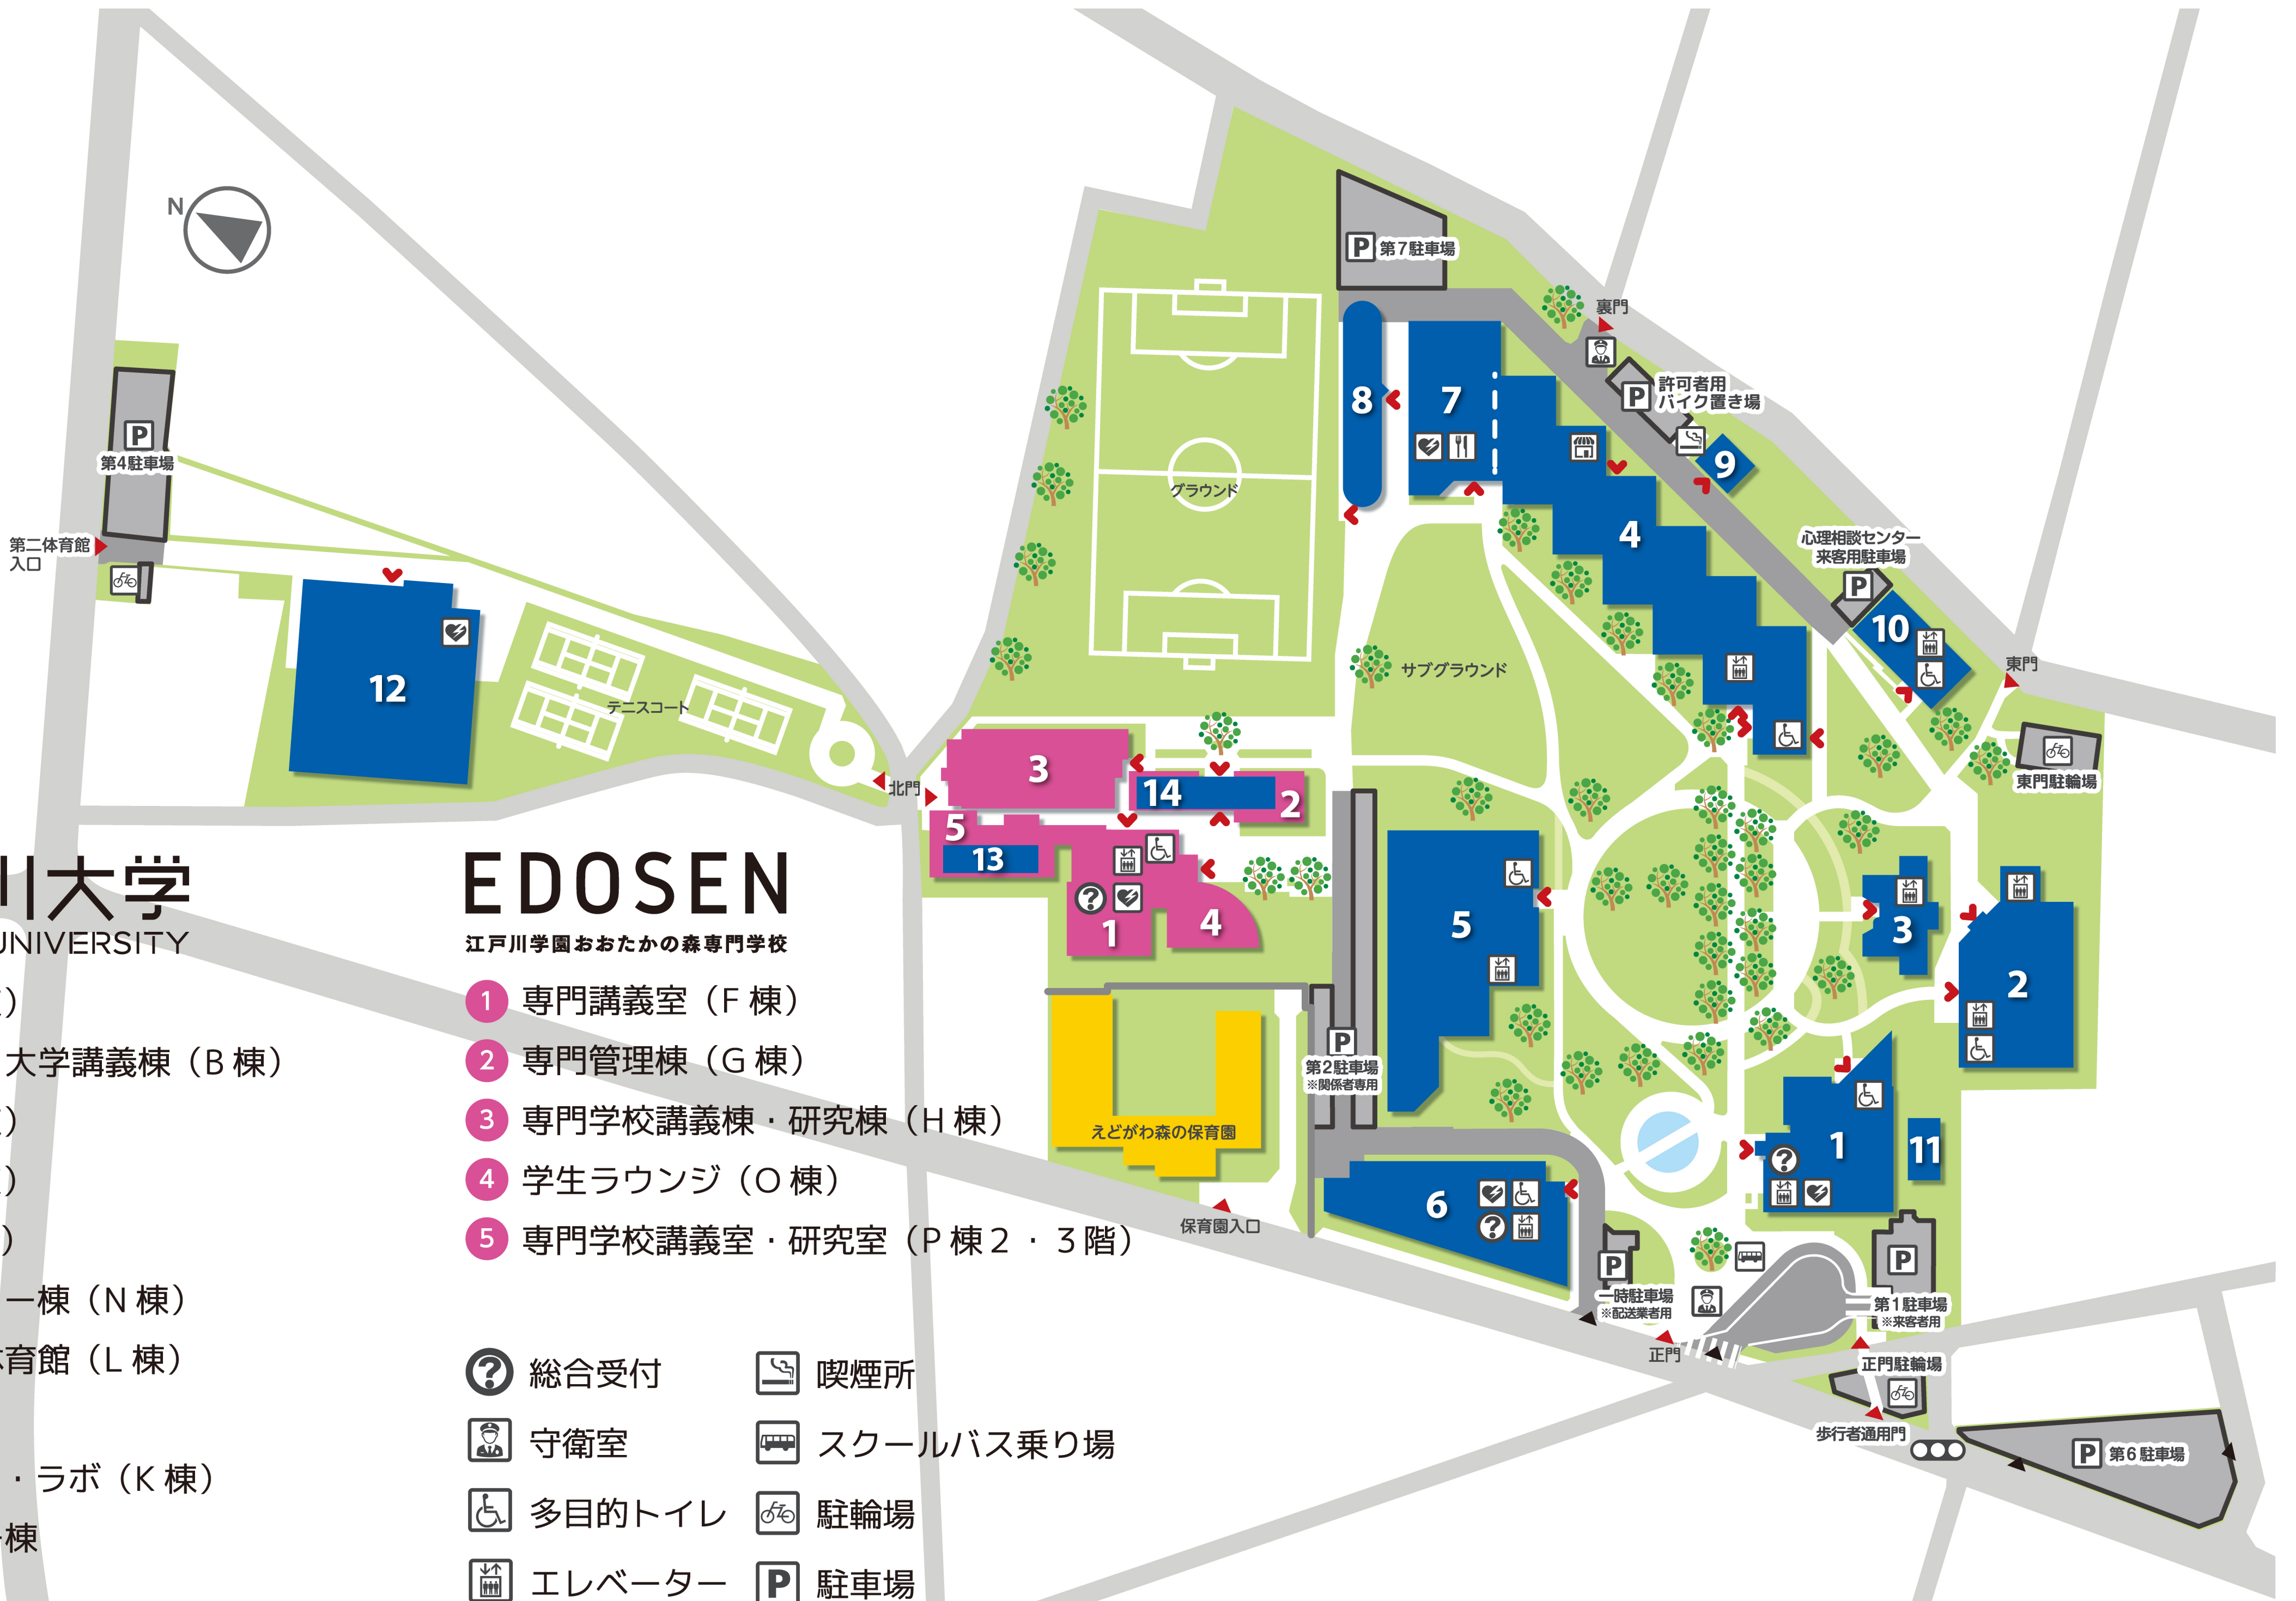 N
P 第7駐車場
裏門
許可者用
P バイク置き場
8
7
9
第4駐車場
P
グラウンド
4
第二体育館
入口
心理相談センター
来客用駐車場
P
10
12
テニスコート
サブグラウンド
東門
東門駐輪場
北門
3
14
2
5
13
1
4
5
3
2
P
第2駐車場
※関係者専用
えどがわ森の保育園
保育園入口
6
1
11
P
一時駐車場
※配送業者用
P
第1駐車場
※来客者用
正門
正門駐輪場
歩行者通用門
P 第6駐車場
川大学
UNIVERSITY
大学講義棟（B棟）
ー棟（N棟）
育館（L棟）
・ラボ（K棟）
棟
EDOSEN
江戸川学園おおたかの森専門学校
1 専門講義室（F棟）
2 専門管理棟（G棟）
3 専門学校講義棟・研究棟（H棟）
4 学生ラウンジ（O棟）
5 専門学校講義室・研究室（P棟２・３階）
? 総合受付
喫煙所
守衛室
スクールバス乗り場
多目的トイレ
駐輪場
エレベーター
P 駐車場